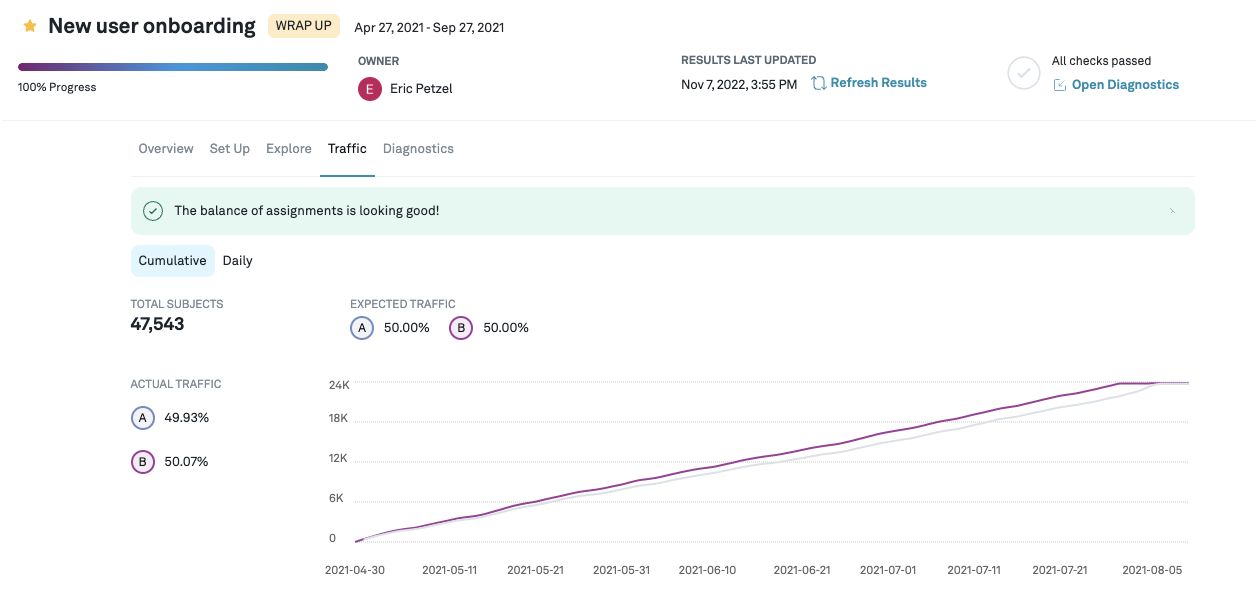 New user onboarding WRAP UP Apr 27, 2021 - Sep 27, 2021
100% Progress
OWNER
E Eric Petzel
RESULTS LAST UPDATED
Nov 7, 2022, 3:55 PM Refresh Results
All checks passed
Open Diagnostics
Overview Set Up Explore Traffic Diagnostics
The balance of assignments is looking good!
Cumulative Daily
TOTAL SUBJECTS
47,543
EXPECTED TRAFFIC
A 50.00% B 50.00%
ACTUAL TRAFFIC
A 49.93%
B 50.07%
24K
18K
12K
6K
0
2021-04-30 2021-05-11 2021-05-21 2021-05-31 2021-06-10 2021-06-21 2021-07-01 2021-07-11 2021-07-21 2021-08-05